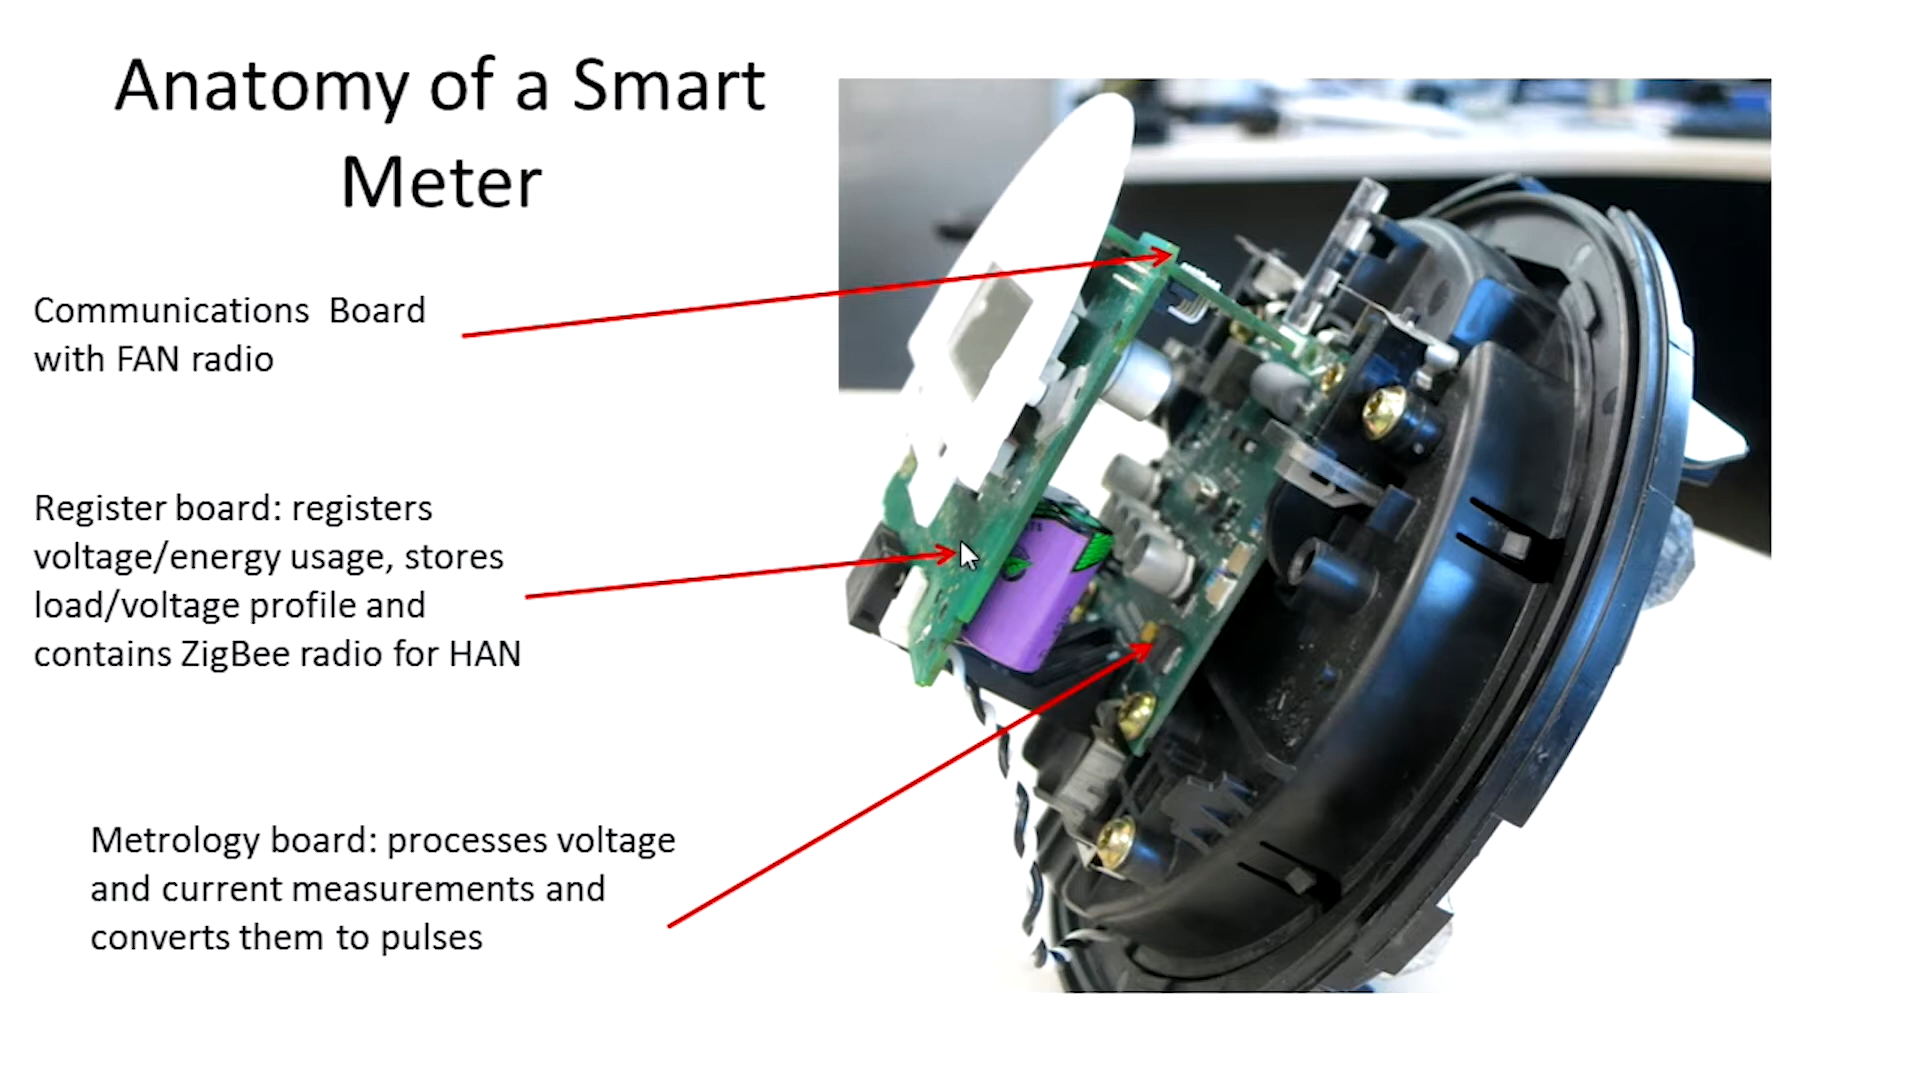 Anatomy of a Smart
Meter
Communications Board
with FAN radio
Register board: registers
voltage/energy usage, stores
load/voltage profile and
contains ZigBee radio for HAN
Metrology board: processes voltage
and current measurements and
converts them to pulses